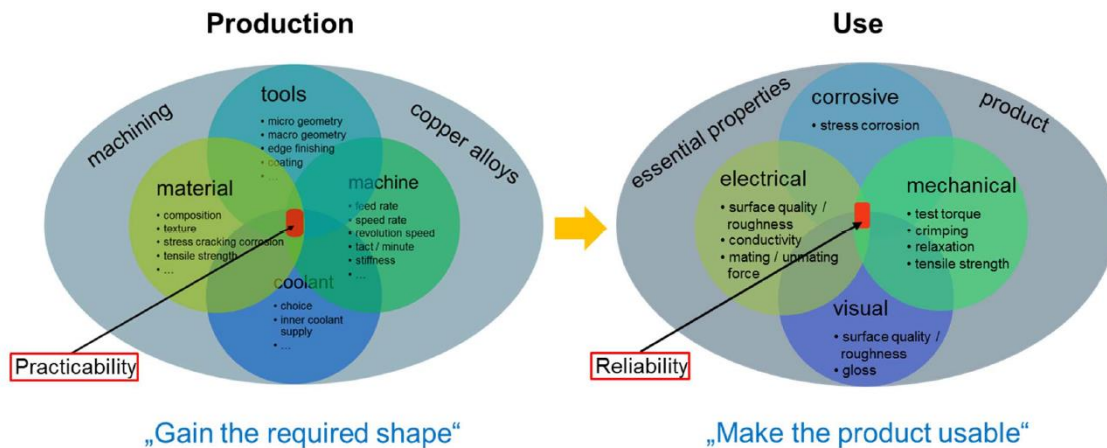 Production
machining
copper alloys
tools
• micro geometry
• macro geometry
• edge finishing
• coating
• ...
material
• composition
• texture
• stress cracking corrosion
• tensile strength
• ...
machine
• feed rate
• speed rate
• revolution speed
• tact / minute
• stiffness
• ...
coolant
• choice
• inner coolant
supply
• ...
Practicability
„Gain the required shape“
Use
essential properties
product
corrosive
• stress corrosion
electrical
• surface quality /
roughness
• conductivity
• mating / unmating
force
mechanical
• test torque
• crimping
• relaxation
• tensile strength
visual
• surface quality /
roughness
• gloss
Reliability
„Make the product usable“